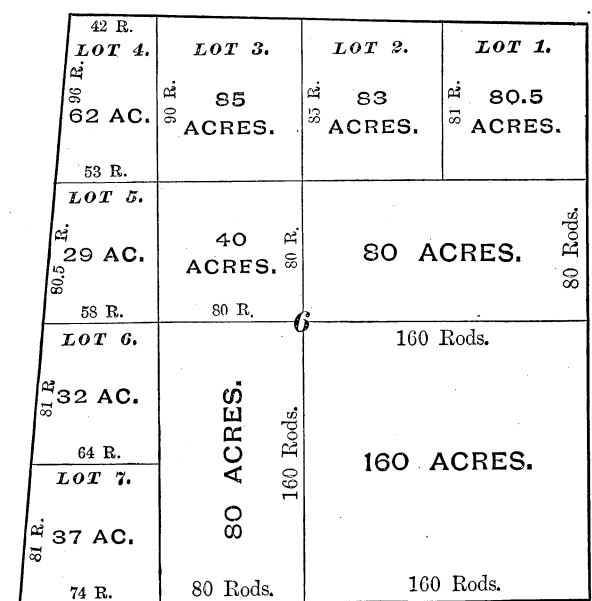 42 R.
LOT 4.
96 R.
62 AC.
53 R.
LOT 3.
90 R.
85
ACRES.
LOT 2.
85 R.
83
ACRES.
LOT 1.
81 R.
80.5
ACRES.
LOT 5.
80.5 R.
29 AC.
58 R.
40
ACRES.
80 R.
80 R.
80 ACRES.
80 Rods.
6
160 Rods.
LOT 6.
81 R
32 AC.
64 R.
LOT 7.
81 R.
37 AC.
74 R.
80 ACRES.
160 Rods.
80 Rods.
160 ACRES.
160 Rods.